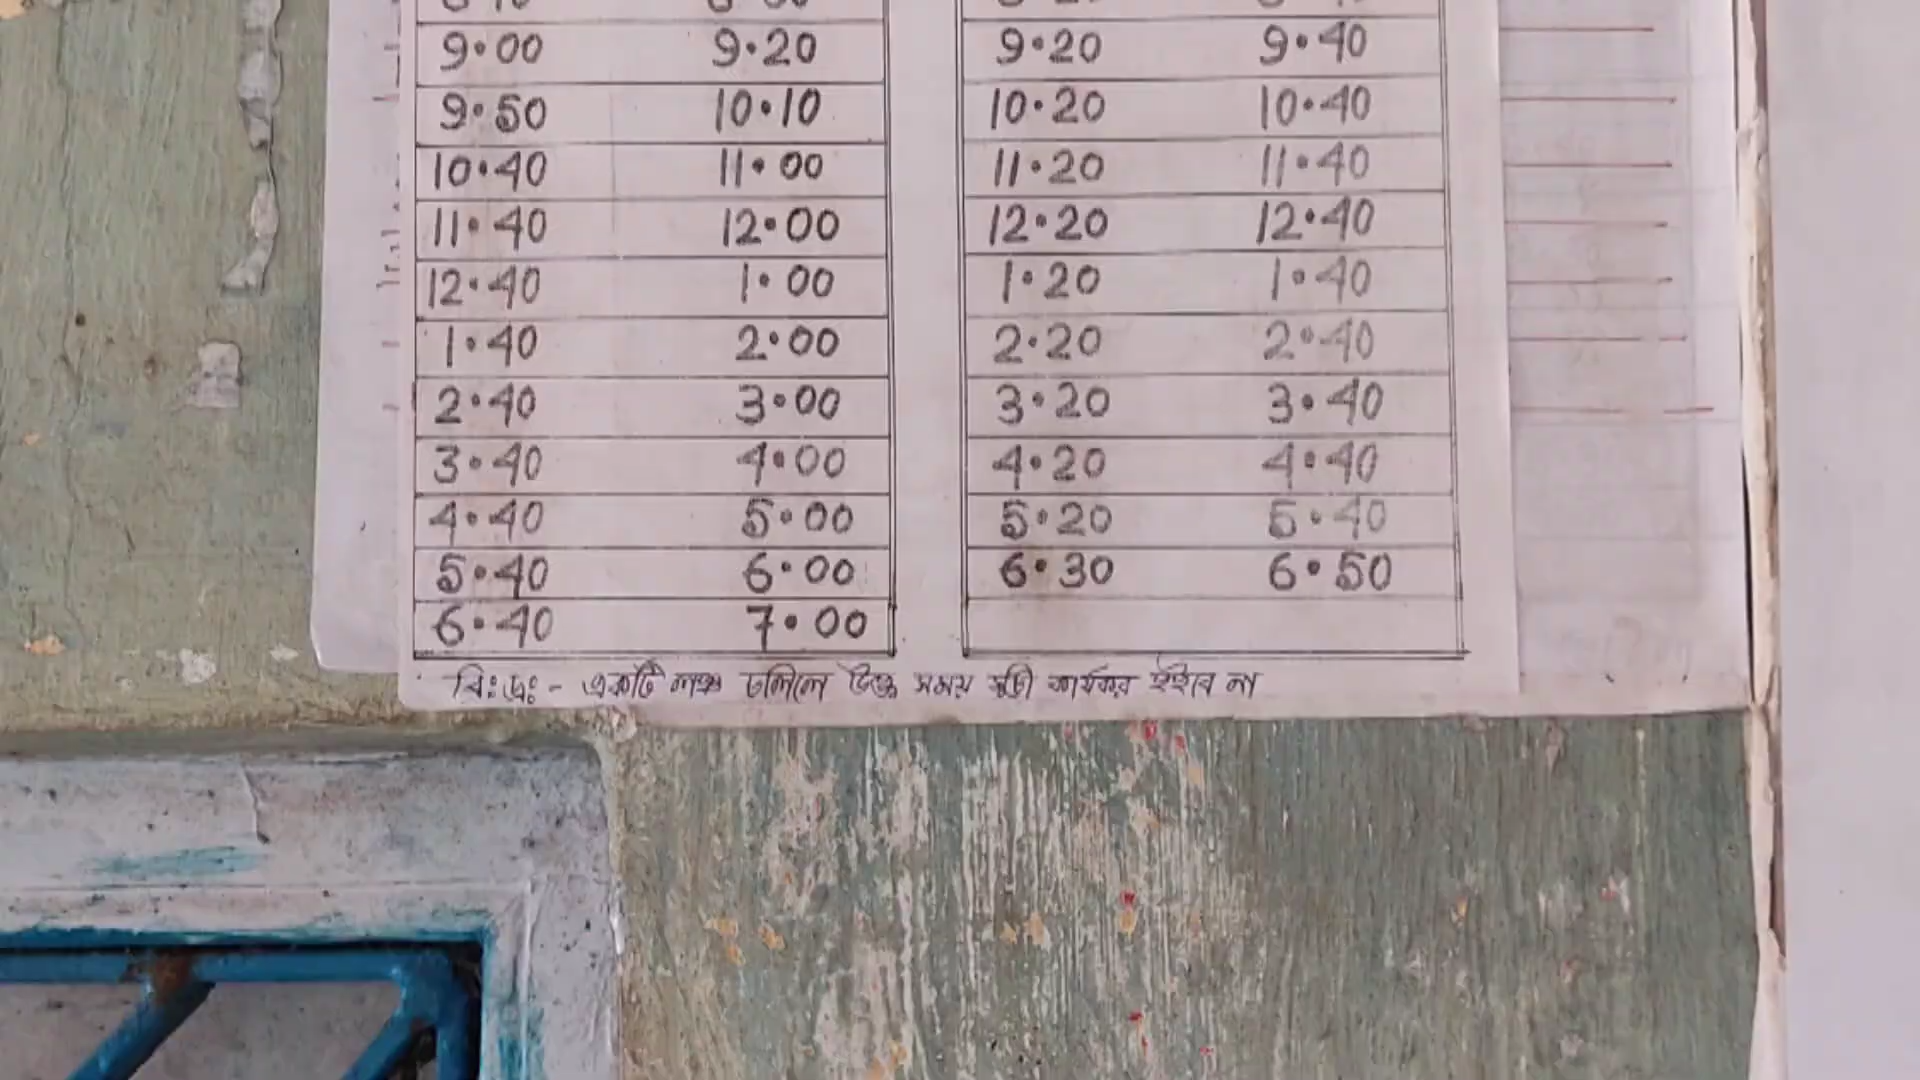 9.00 9.20 9.20 9.40
9.50 10.10 10.20 10.40
10.40 11.00 11.20 11.40
11.40 12.00 12.20 12.40
12.40 1.00 1.20 1.40
1.40 2.00 2.20 2.40
2.40 3.00 3.20 3.40
3.40 4.00 4.20 4.40
4.40 5.00 5.20 5.40
5.40 6.00 6.30 6.50
6.40 7.00
বি:দ্র:- একটি লঞ্চ চলিলে উক্ত সময় সূচী কার্যকর হইবে না